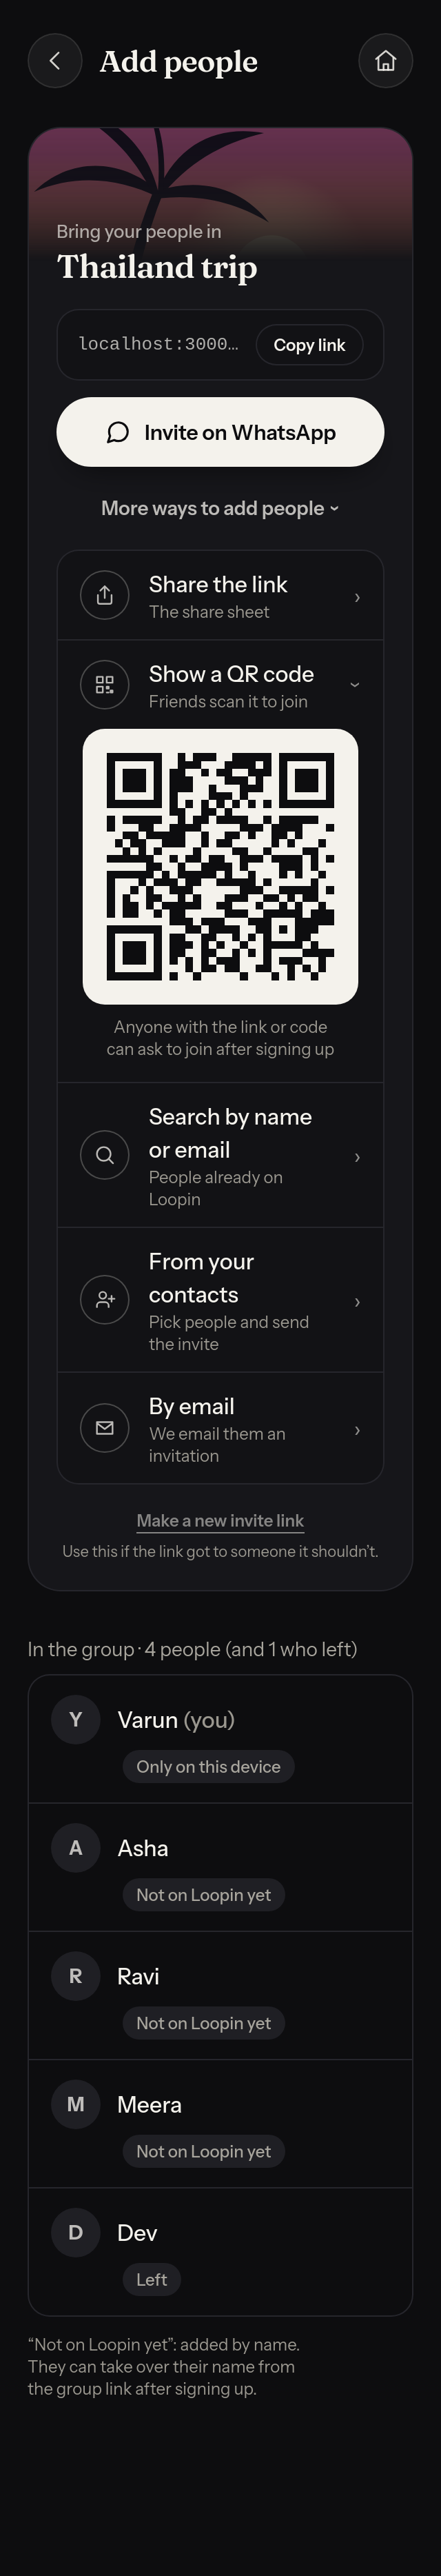 Add people
Bring your people in
Thailand trip
localhost:3000…
Copy link
Invite on WhatsApp
More ways to add people
Share the link
The share sheet
Show a QR code
Friends scan it to join
Anyone with the link or code
can ask to join after signing up
Search by name
or email
People already on
Loopin
From your
contacts
Pick people and send
the invite
By email
We email them an
invitation
Make a new invite link
Use this if the link got to someone it shouldn’t.
In the group · 4 people (and 1 who left)
Y
Varun (you)
Only on this device
A
Asha
Not on Loopin yet
R
Ravi
Not on Loopin yet
M
Meera
Not on Loopin yet
D
Dev
Left
“Not on Loopin yet”: added by name.
They can take over their name from
the group link after signing up.